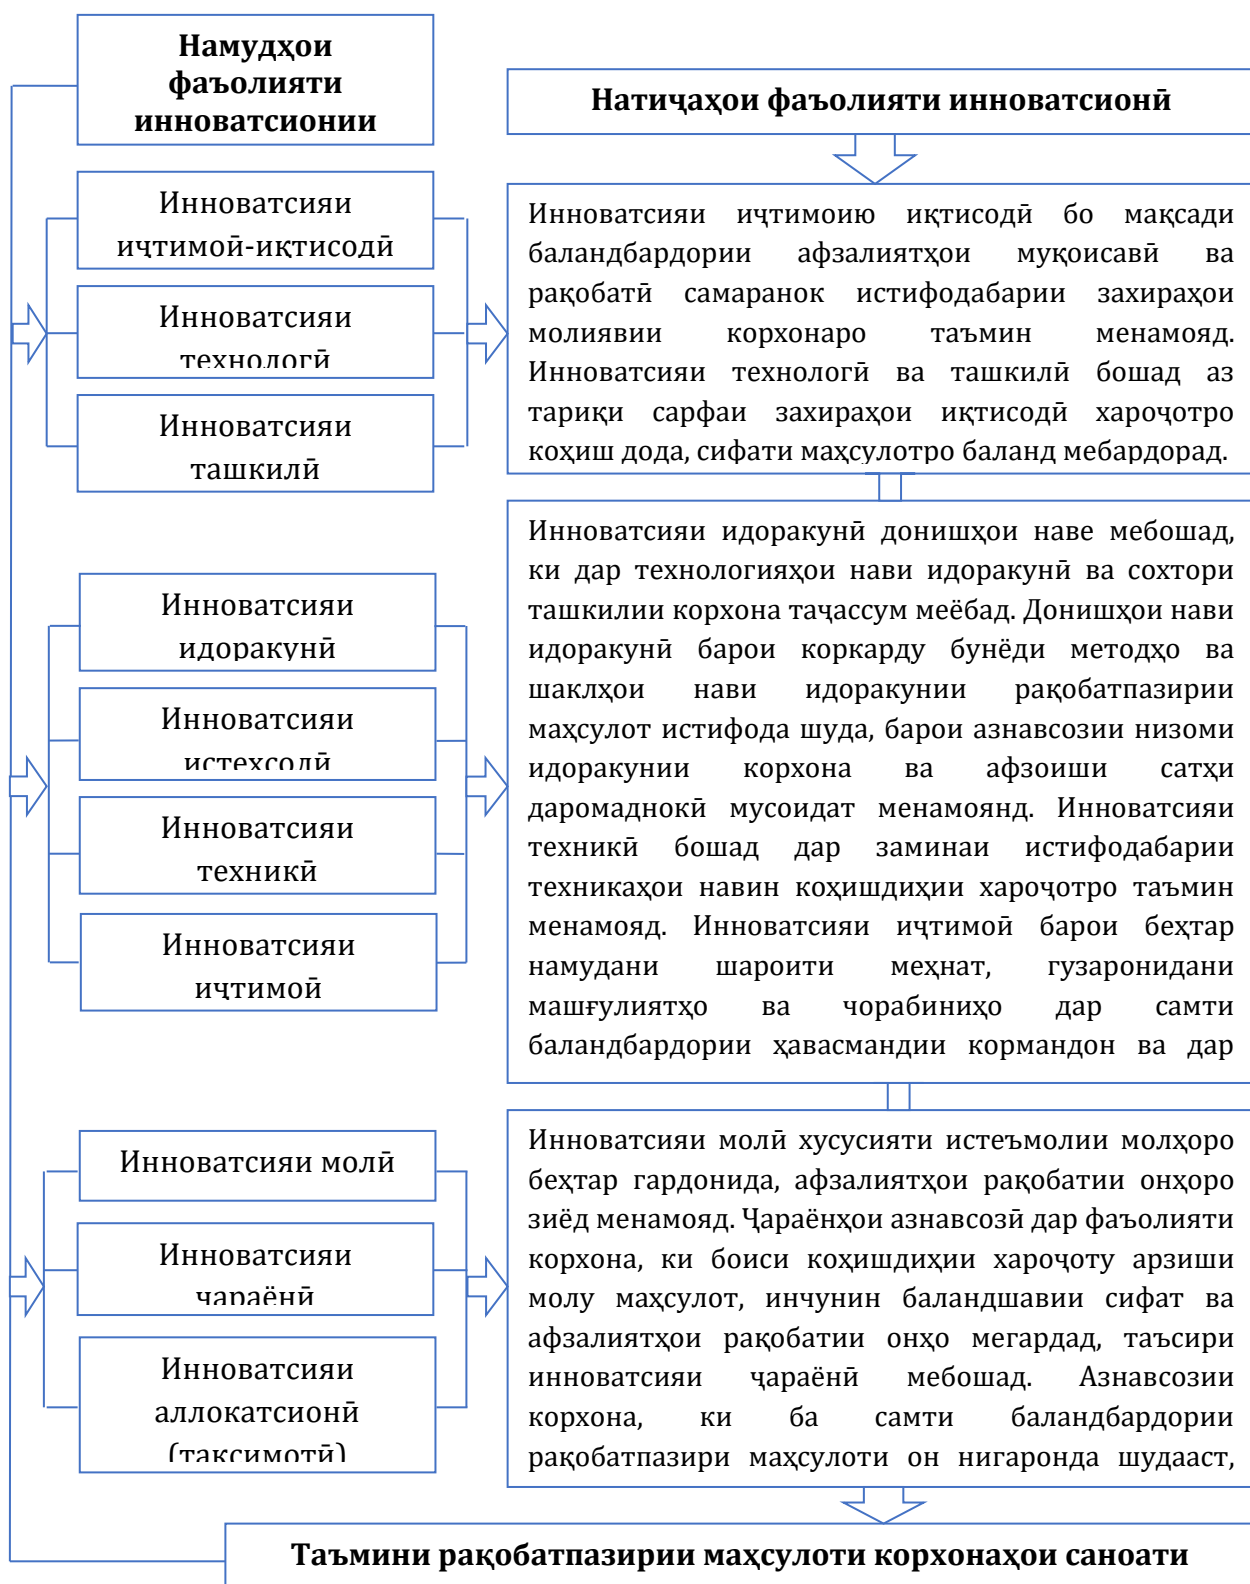 Намудҳои
фаъолияти
инноватсионии
Натиҷаҳои фаъолияти инноватсионӣ
Инноватсияи
иҷтимоӣ-иқтисодӣ
Инноватсияи
технологӣ
Инноватсияи
ташкилӣ
Инноватсияи иҷтимоию иқтисодӣ бо мақсади
баландбардории афзалиятҳои муқоисавӣ ва
рақобатӣ самаранок истифодабарии захираҳои
молиявии корхонаро таъмин менамояд.
Инноватсияи технологӣ ва ташкилӣ бошад аз
тариқи сарфаи захираҳои иқтисодӣ хароҷотро
коҳиш дода, сифати маҳсулотро баланд мебардорад.
Инноватсияи
идоракунӣ
Инноватсияи
истеҳсолӣ
Инноватсияи
техникӣ
Инноватсияи
иҷтимоӣ
Инноватсияи идоракунӣ донишҳои наве мебошад,
ки дар технологияҳои нави идоракунӣ ва сохтори
ташкилии корхона таҷассум меёбад. Донишҳои нави
идоракунӣ барои коркарду бунёди методҳо ва
шаклҳои нави идоракунии рақобатпазирии
маҳсулот истифода шуда, барои азнавсозии низоми
идоракунии корхона ва афзоиши сатҳи
даромаднокӣ мусоидат менамоянд. Инноватсияи
техникӣ бошад дар заминаи истифодабарии
техникаҳои навин коҳишдиҳии хароҷотро таъмин
менамояд. Инноватсияи иҷтимоӣ барои беҳтар
намудани шароити меҳнат, гузаронидани
машғулиятҳо ва чорабиниҳо дар самти
баландбардории ҳавасмандии кормандон ва дар
Инноватсияи молӣ
Инноватсияи
ҷараёнӣ
Инноватсияи
аллокатсионӣ
(тақсимотӣ)
Инноватсияи молӣ хусусияти истеъмолии молҳоро
беҳтар гардонида, афзалиятҳои рақобатии онҳоро
зиёд менамояд. Ҷараёнҳои азнавсозӣ дар фаъолияти
корхона, ки боиси коҳишдиҳии хароҷоту арзиши
молу маҳсулот, инчунин баландшавии сифат ва
афзалиятҳои рақобатии онҳо мегардад, таъсири
инноватсияи ҷараёнӣ мебошад. Азнавсозии
корхона, ки ба самти баландбардории
рақобатпазири маҳсулоти он нигаронда шудааст,
Таъмини рақобатпазирии маҳсулоти корхонаҳои саноати